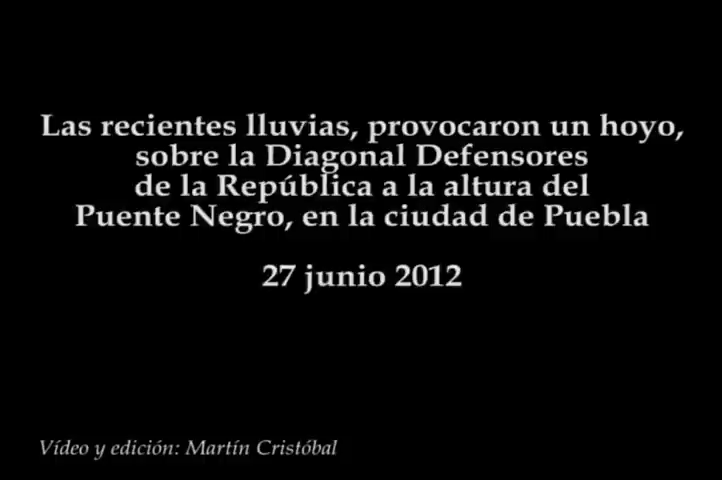 Las recientes lluvias, provocaron un hoyo,
sobre la Diagonal Defensores
de la República a la altura del
Puente Negro, en la ciudad de Puebla
27 junio 2012
Vídeo y edición: Martín Cristóbal